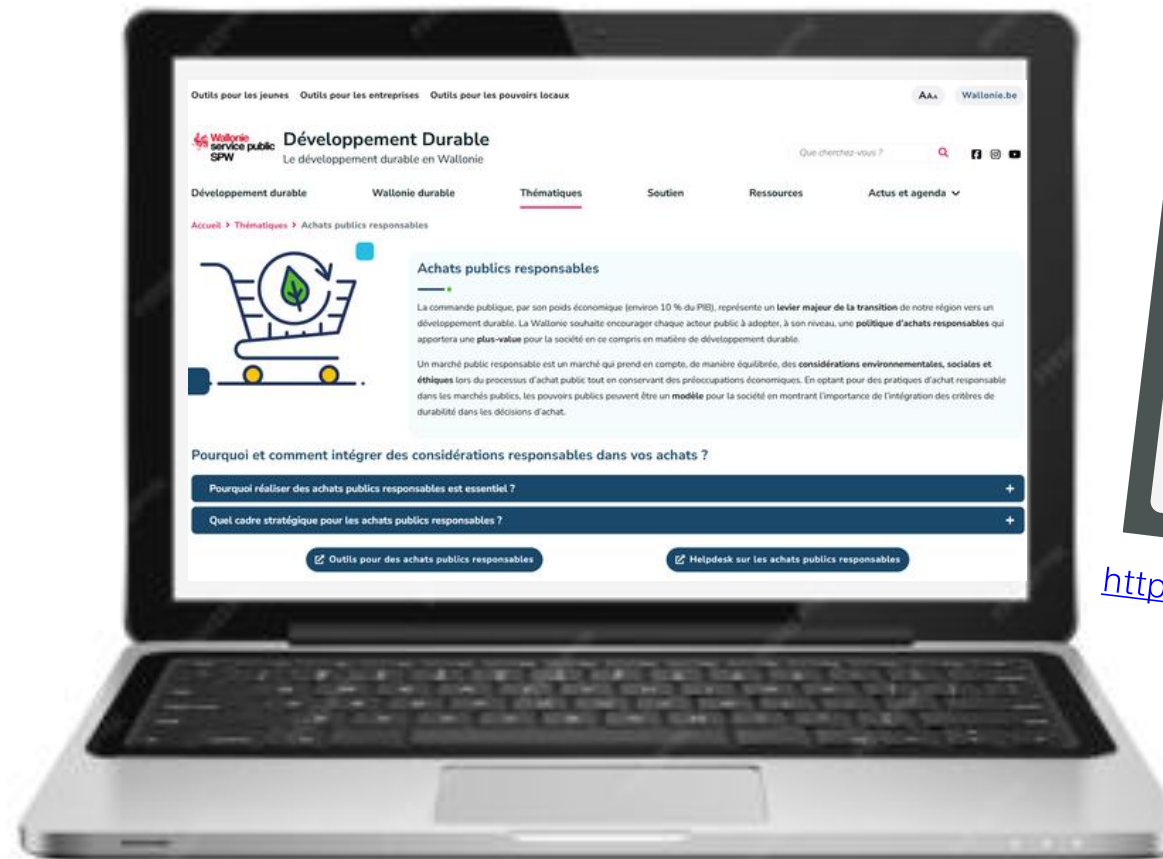 Outils pour les jeunes Outils pour les entreprises Outils pour les pouvoirs locaux
AAA Wallonie.be
Wallonie
service public
SPW
Développement Durable
Le développement durable en Wallonie
Que cherchez-vous ?
Développement durable Wallonie durable Thématiques Soutien Ressources Actus et agenda
Accueil > Thématiques > Achats publics responsables
Achats publics responsables
La commande publique, par son poids économique (environ 10 % du PIB), représente un levier majeur de la transition de notre région vers un
développement durable. La Wallonie souhaite encourager chaque acteur public à adopter, à son niveau, une politique d'achats responsables qui
apportera une plus-value pour la société en ce compris en matière de développement durable.
Un marché public responsable est un marché qui prend en compte, de manière équilibrée, des considérations environnementales, sociales et
éthiques lors du processus d'achat public tout en conservant des préoccupations économiques. En optant pour des pratiques d'achat responsable
dans les marchés publics, les pouvoirs publics peuvent être un modèle pour la société en montrant l'importance de l'intégration des critères de
durabilité dans les décisions d'achat.
Pourquoi et comment intégrer des considérations responsables dans vos achats ?
Pourquoi réaliser des achats publics responsables est essentiel ? +
Quel cadre stratégique pour les achats publics responsables ? +
Outils pour des achats publics responsables
Helpdesk sur les achats publics responsables
http